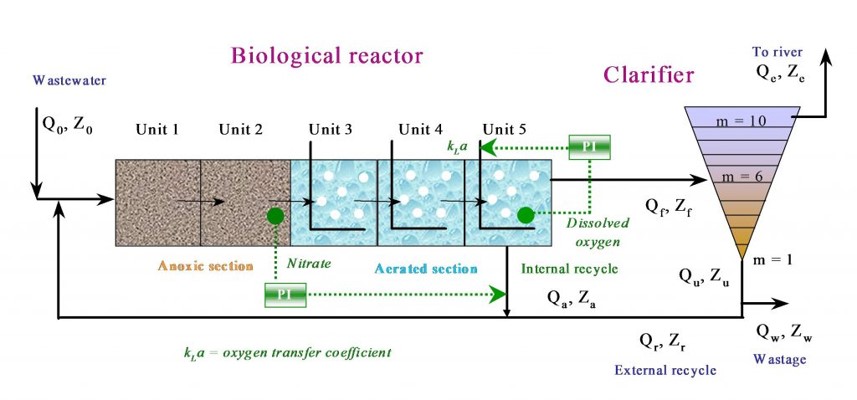 Biological reactor
To river
Q_e, Z_e
Clarifier
Wastewater
Q_0, Z_0
Unit 1
Unit 2
Unit 3
Unit 4
Unit 5
k_La
PI
m = 10
m = 6
Q_f, Z_f
Dissolved
oxygen
m = 1
Anoxic section
Nitrate
Aerated section
Internal recycle
Q_u, Z_u
PI
Q_a, Z_a
Q_w, Z_w
Q_r, Z_r
Wastage
k_La = oxygen transfer coefficient
External recycle